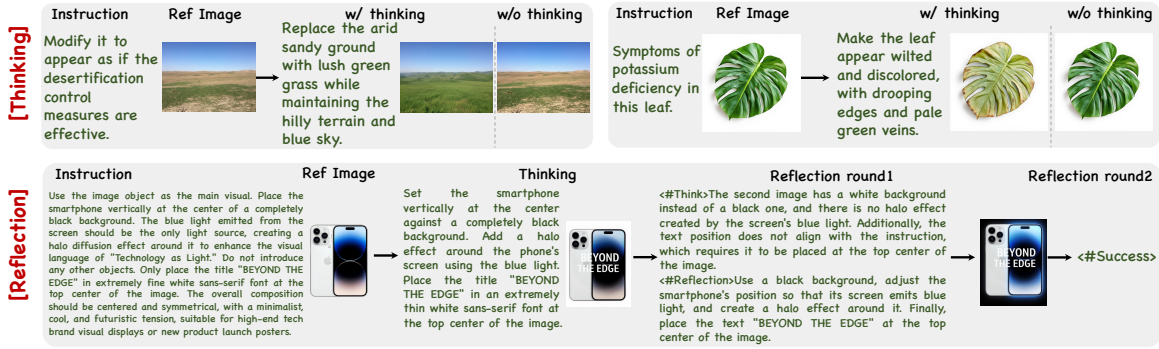 [Thinking]
Instruction
Ref Image
w/ thinking
w/o thinking
Modify it to
appear as if the
desertification
control
measures are
effective.
Replace the arid
sandy ground
with lush green
grass while
maintaining the
hilly terrain and
blue sky.
Instruction
Ref Image
w/ thinking
w/o thinking
Symptoms of
potassium
deficiency in
this leaf.
Make the leaf
appear wilted
and discolored,
with drooping
edges and pale
green veins.
[Reflection]
Instruction
Ref Image
Thinking
Reflection round1
Reflection round2
Use the image object as the main visual. Place the
smartphone vertically at the center of a completely
black background. The blue light emitted from the
screen should be the only light source, creating a
halo diffusion effect around it to enhance the visual
language of "Technology as Light." Do not introduce
any other objects. Only place the title "BEYOND THE
EDGE" in extremely fine white sans-serif font at the
top center of the image. The overall composition
should be centered and symmetrical, with a minimalist,
cool, and futuristic tension, suitable for high-end tech
brand visual displays or new product launch posters.
Set the smartphone
vertically at the center
against a completely black
background. Add a halo
effect around the phone's
screen using the blue light.
Place the title "BEYOND
THE EDGE" in an extremely
thin white sans-serif font at
the top center of the image.
BEYOND
THE EDGE
<#Think>The second image has a white background
instead of a black one, and there is no halo effect
created by the screen's blue light. Additionally, the
text position does not align with the instruction,
which requires it to be placed at the top center of
the image.
<#Reflection>Use a black background, adjust the
smartphone's position so that its screen emits blue
light, and create a halo effect around it. Finally,
place the text "BEYOND THE EDGE" at the top
center of the image.
BEYOND
THE EDGE
<#Success>